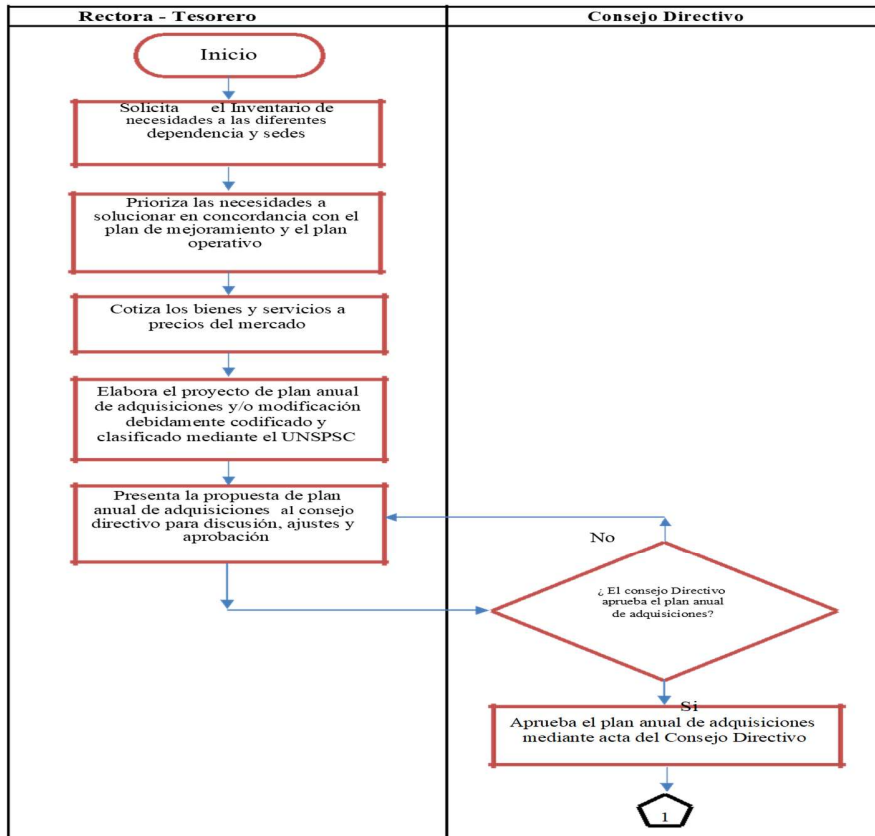 Rectora - Tesorero
Consejo Directivo
Inicio
Solicita el Inventario de
necesidades a las diferentes
dependencia y sedes
Prioriza las necesidades a
solucionar en concordancia con el
plan de mejoramiento y el plan
operativo
Cotiza los bienes y servicios a
precios del mercado
Elabora el proyecto de plan anual
de adquisiciones y/o modificación
debidamente codificado y
clasificado mediante el UNSPSC
Presenta la propuesta de plan
anual de adquisiciones al consejo
directivo para discusión, ajustes y
aprobación
No
¿ El consejo Directivo
aprueba el plan anual
de adquisiciones?
Si
Aprueba el plan anual de adquisiciones
mediante acta del Consejo Directivo
1